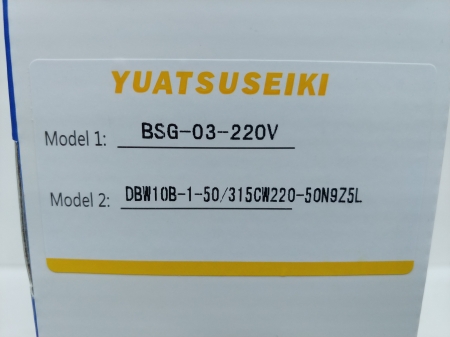 YUATSUSEIKI
Model 1: BSG-03-220V
Model 2: DBW10B-1-50/315CW220-50N9Z5L